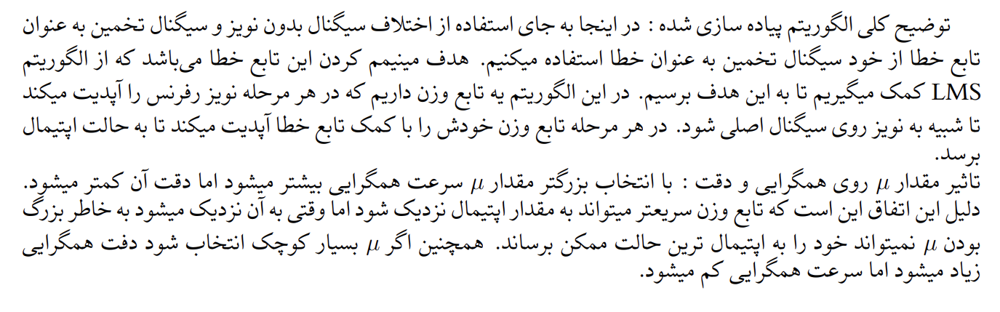 توضیح کلی الگوریتم پیاده سازی شده : در اینجا به جای استفاده از اختلاف سیگنال بدون نویز و سیگنال تخمین به عنوان
تابع خطا از خود سیگنال تخمین به عنوان خطا استفاده میکنیم. هدف مینیمم کردن این تابع خطا می‌باشد که از الگوریتم
LMS کمک میگیریم تا به این هدف برسیم. در این الگوریتم یه تابع وزن داریم که در هر مرحله نویز رفرنس را آپدیت میکند
تا شبیه به نویز روی سیگنال اصلی شود. در هر مرحله تابع وزن خودش را با کمک تابع خطا آپدیت میکند تا به حالت اپتیمال
برسد.
تاثیر مقدار μ روی همگرایی و دقت : با انتخاب بزرگتر مقدار μ سرعت همگرایی بیشتر میشود اما دقت آن کمتر میشود.
دلیل این اتفاق این است که تابع وزن سریعتر میتواند به مقدار اپتیمال نزدیک شود اما وقتی به آن نزدیک میشود به خاطر بزرگ
بودن μ نمیتواند خود را به اپتیمال ترین حالت ممکن برساند. همچنین اگر μ بسیار کوچک انتخاب شود دفت همگرایی
زیاد میشود اما سرعت همگرایی کم میشود.